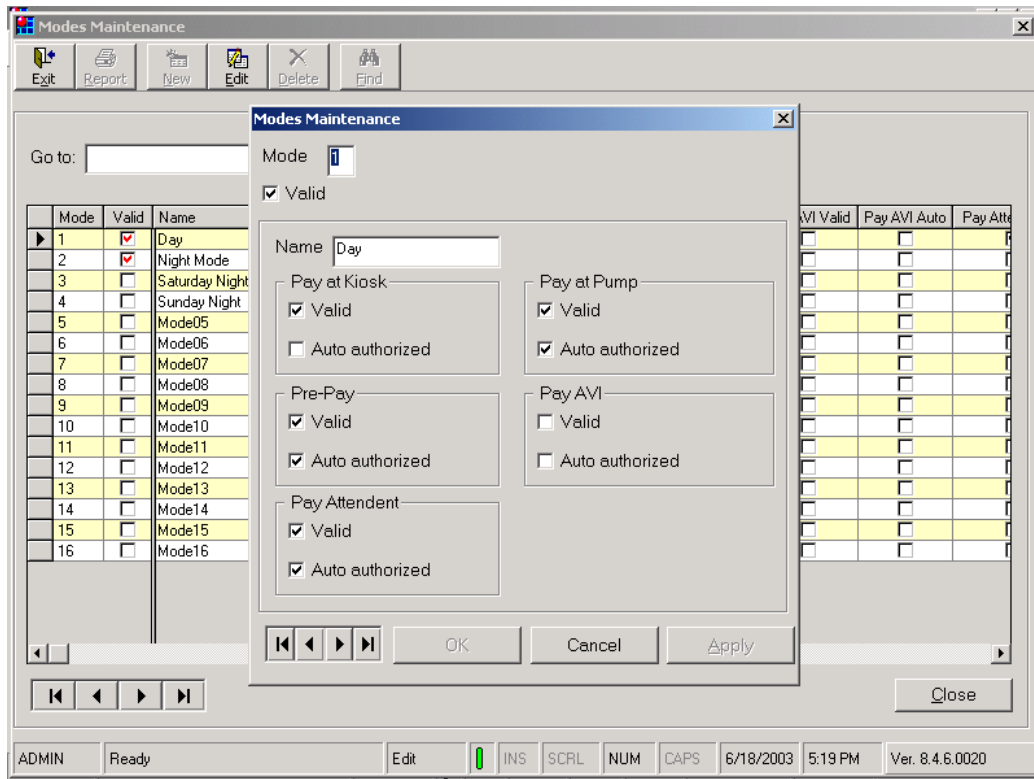 Modes Maintenance
Exit Report New Edit Delete Find
Modes Maintenance
Mode 1
Valid
Go to:
Mode Valid Name AVI Valid Pay AVI Auto Pay Atte
1 Day
2 Night Mode
3 Saturday Night
4 Sunday Night
5 Mode05
6 Mode06
7 Mode07
8 Mode08
9 Mode09
10 Mode10
11 Mode11
12 Mode12
13 Mode13
14 Mode14
15 Mode15
16 Mode16
Name Day
Pay at Kiosk
Valid
Auto authorized
Pay at Pump
Valid
Auto authorized
Pre-Pay
Valid
Auto authorized
Pay AVI
Valid
Auto authorized
Pay Attendent
Valid
Auto authorized
OK Cancel Apply
Close
ADMIN Ready Edit INS SCRL NUM CAPS 6/18/2003 5:19 PM Ver. 8.4.6.0020